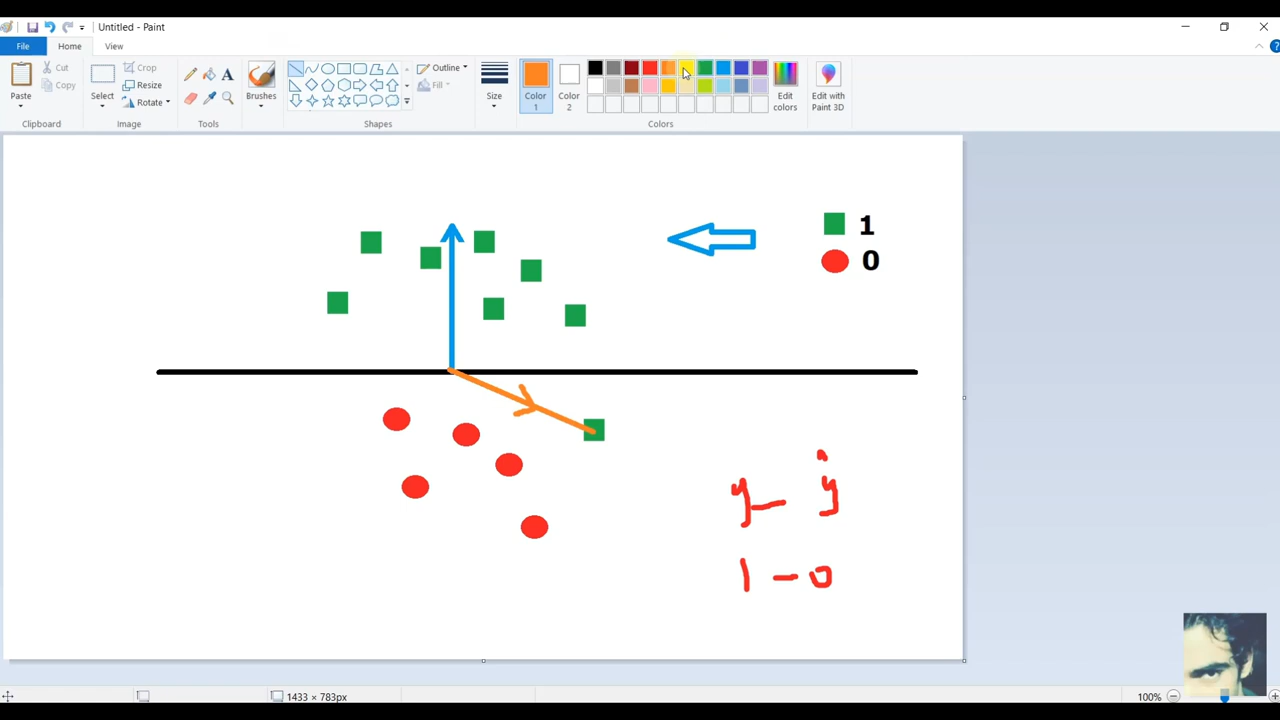 Untitled - Paint
File Home View
Paste
Cut
Copy
Clipboard
Select
Crop
Resize
Rotate
Image
Tools
Brushes
Shapes
Outline
Fill
Size
Color 1
Color 2
Edit colors
Colors
Edit with Paint 3D
1
0
y - ŷ
1 - 0
1433 × 783px
100%